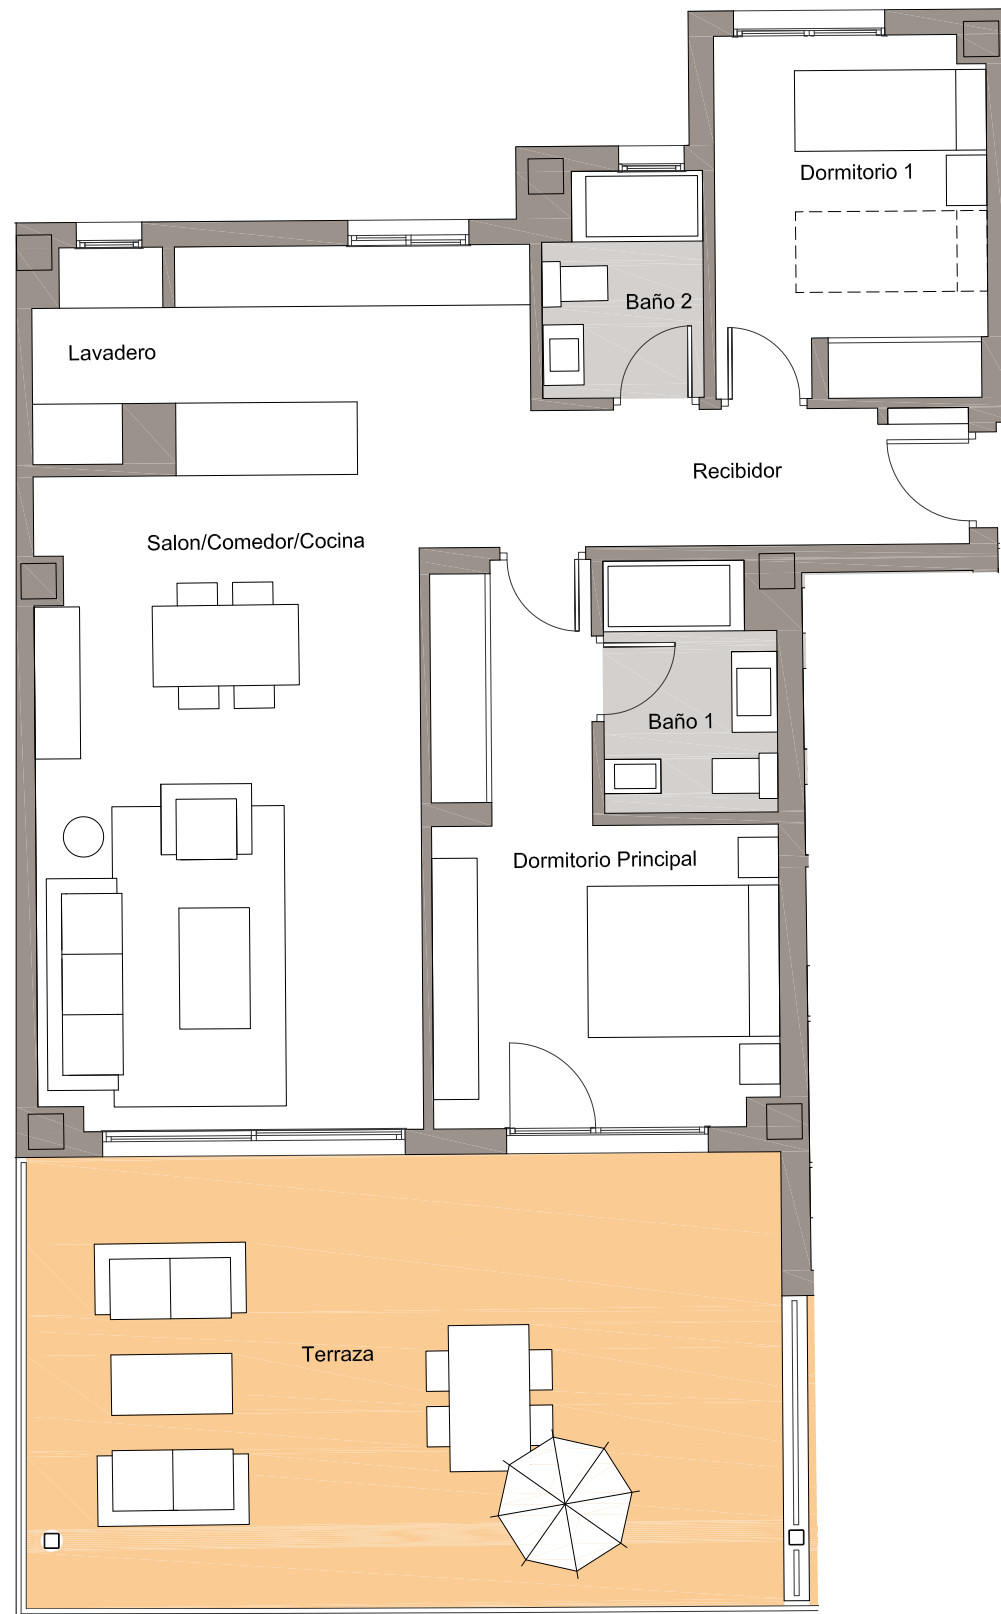 Dormitorio 1
Baño 2
Lavadero
Recibidor
Salon/Comedor/Cocina
Baño 1
Dormitorio Principal
Terraza